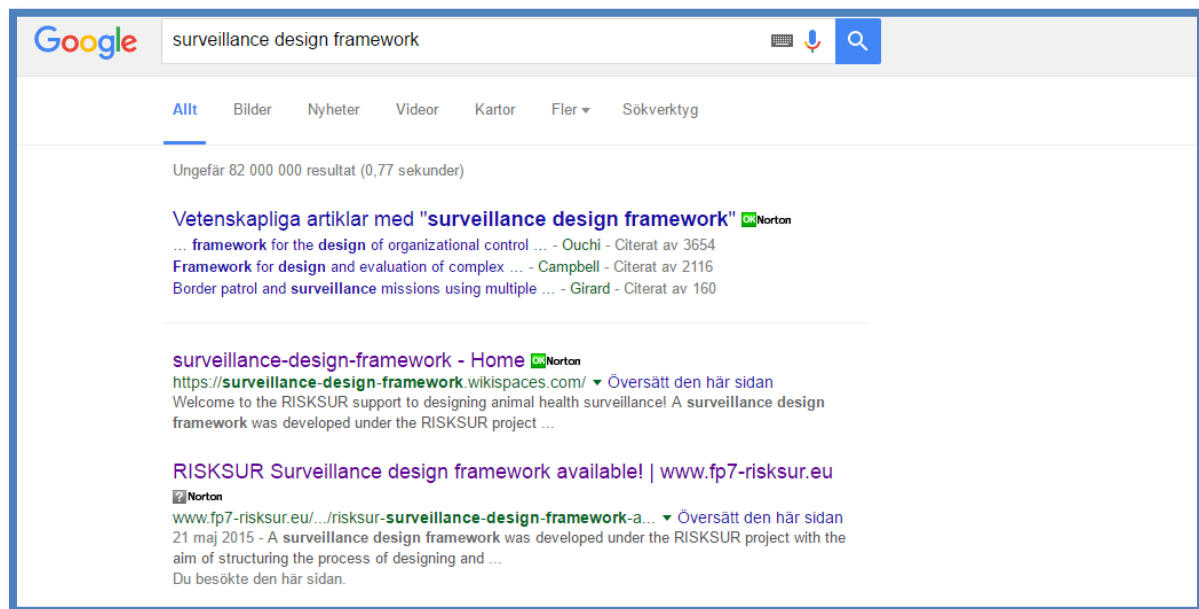 Google surveillance design framework
Allt Bilder Nyheter Videor Kartor Fler Sökverktyg
Ungefär 82 000 000 resultat (0,77 sekunder)
Vetenskapliga artiklar med "surveillance design framework" OK Norton
... framework for the design of organizational control ... - Ouchi - Citerat av 3654
Framework for design and evaluation of complex ... - Campbell - Citerat av 2116
Border patrol and surveillance missions using multiple ... - Girard - Citerat av 160
surveillance-design-framework - Home OK Norton
https://surveillance-design-framework.wikispaces.com/ Översätt den här sidan
Welcome to the RISKSUR support to designing animal health surveillance! A surveillance design
framework was developed under the RISKSUR project ...
RISKSUR Surveillance design framework available! | www.fp7-risksur.eu
? Norton
www.fp7-risksur.eu/.../risksur-surveillance-design-framework-a... Översätt den här sidan
21 maj 2015 - A surveillance design framework was developed under the RISKSUR project with the
aim of structuring the process of designing and ...
Du besökte den här sidan.